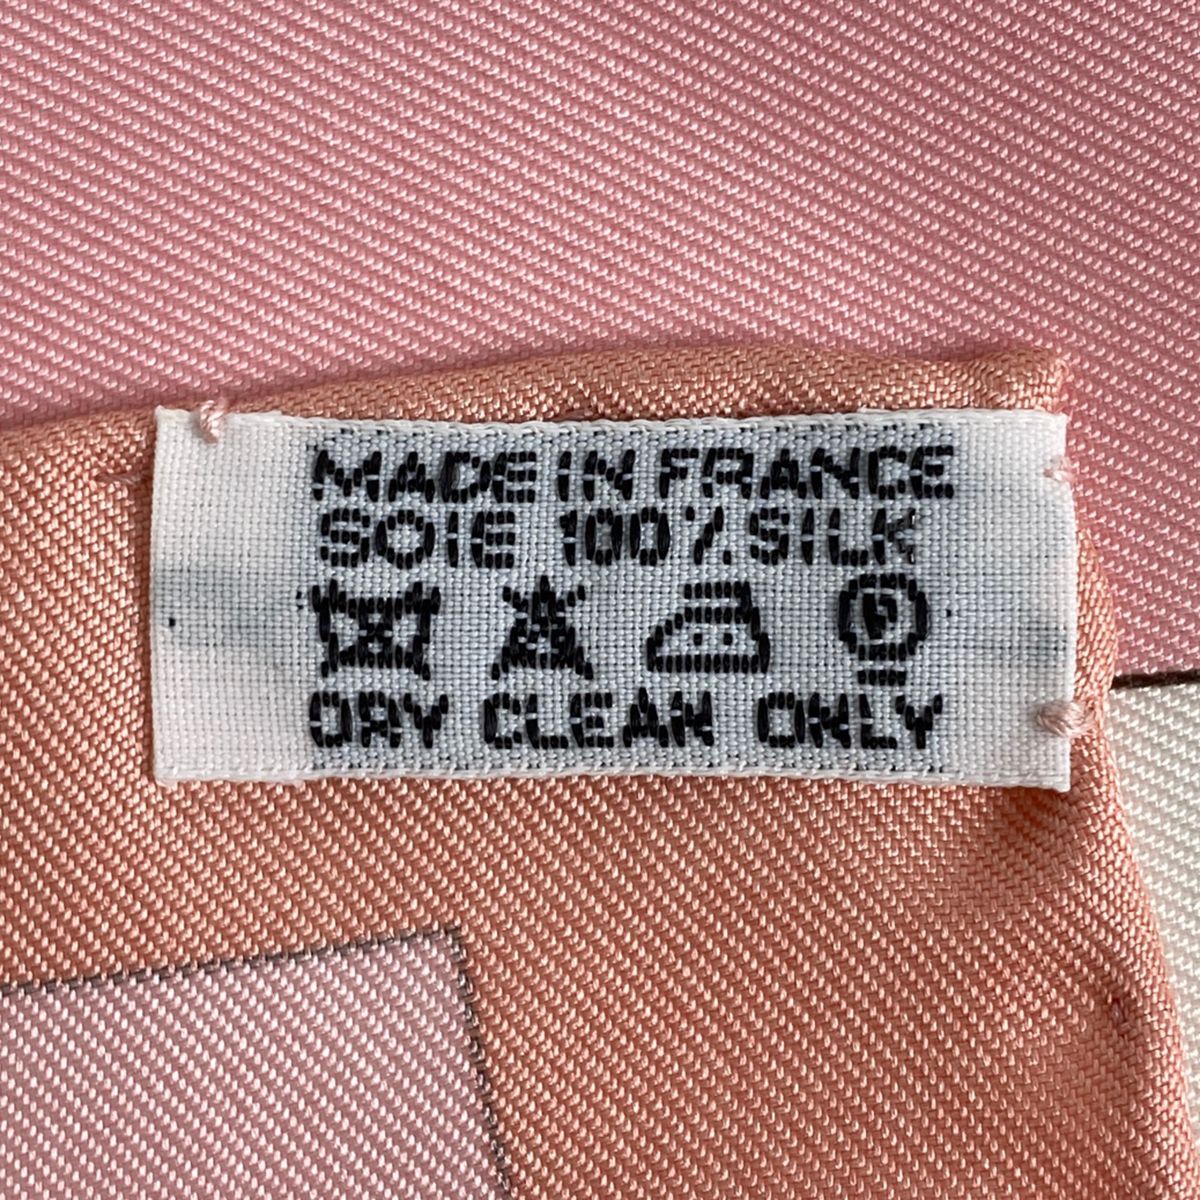 MADE IN FRANCE
SOIE 100% SILK
P
DRY CLEAN ONLY